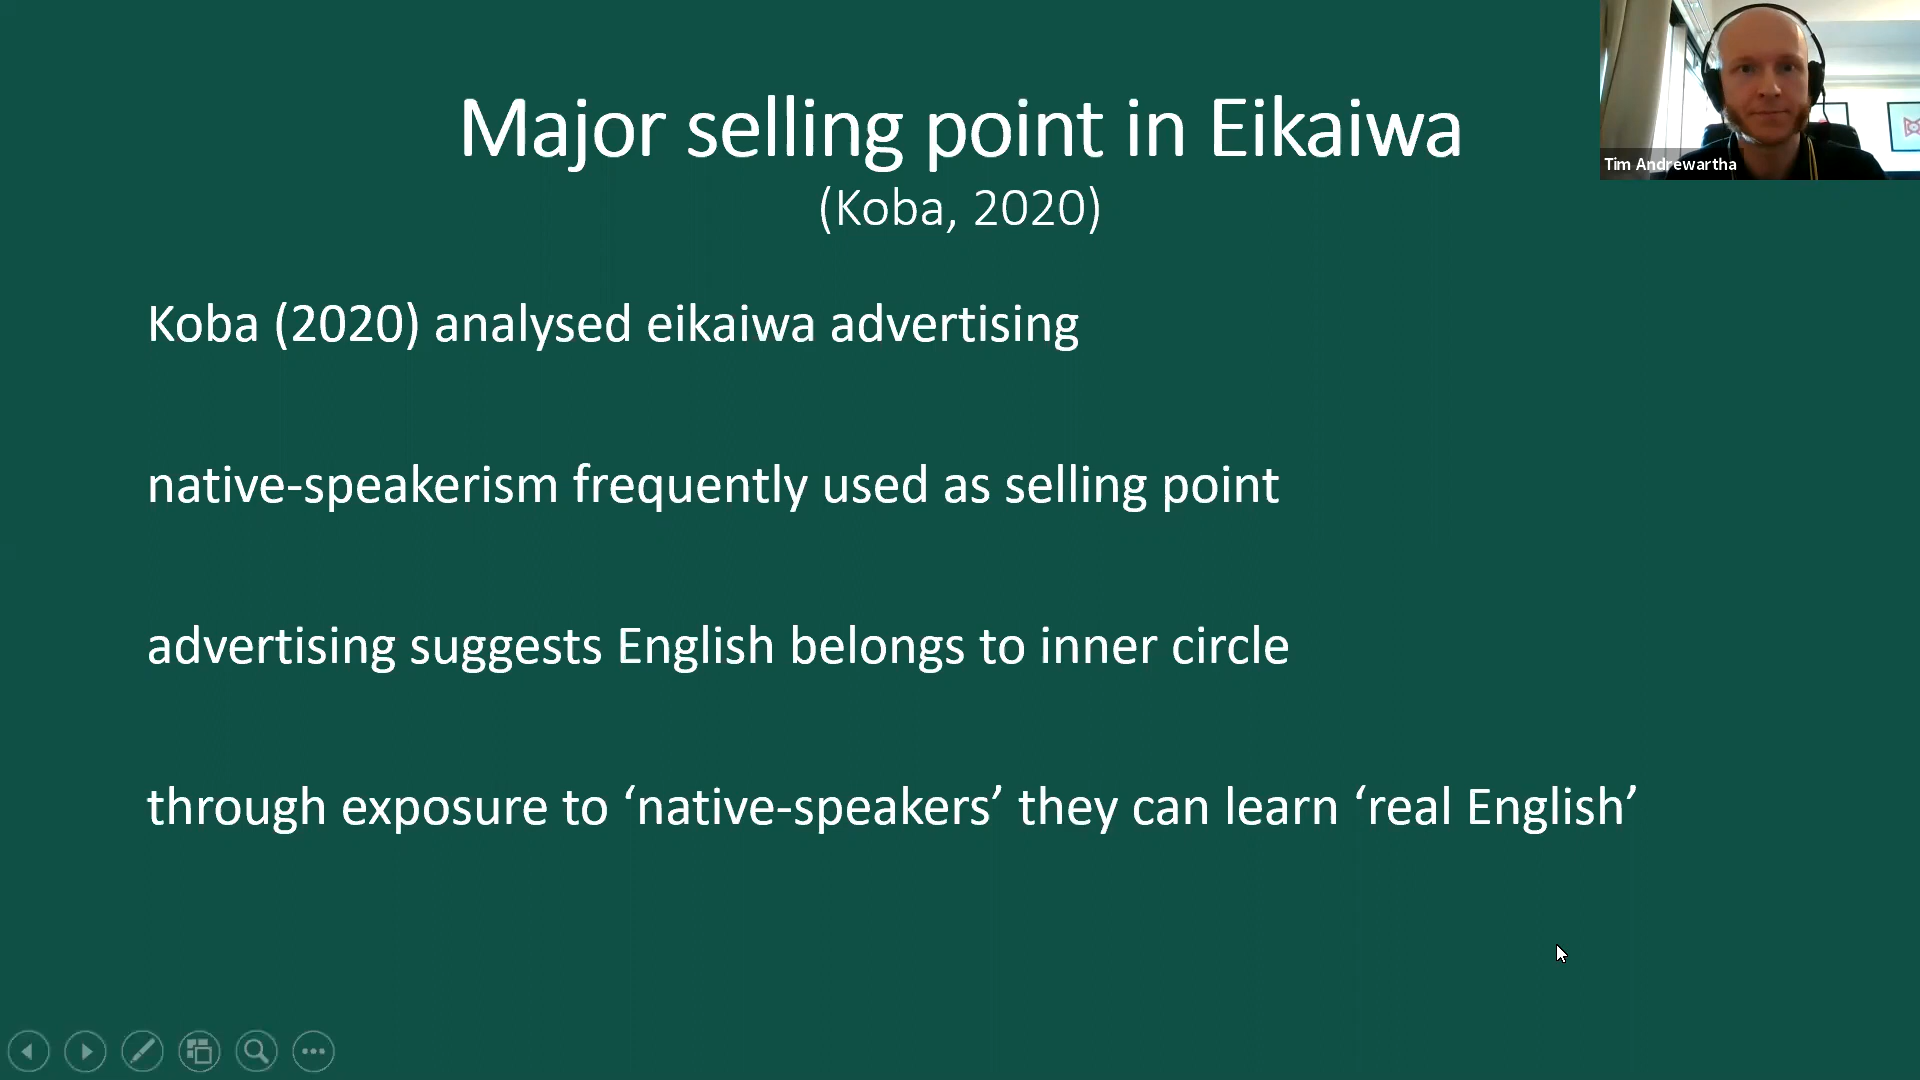 Major selling point in Eikaiwa
(Koba, 2020)
Tim Andrewartha
Koba (2020) analysed eikaiwa advertising
native-speakerism frequently used as selling point
advertising suggests English belongs to inner circle
through exposure to ‘native-speakers’ they can learn ‘real English’